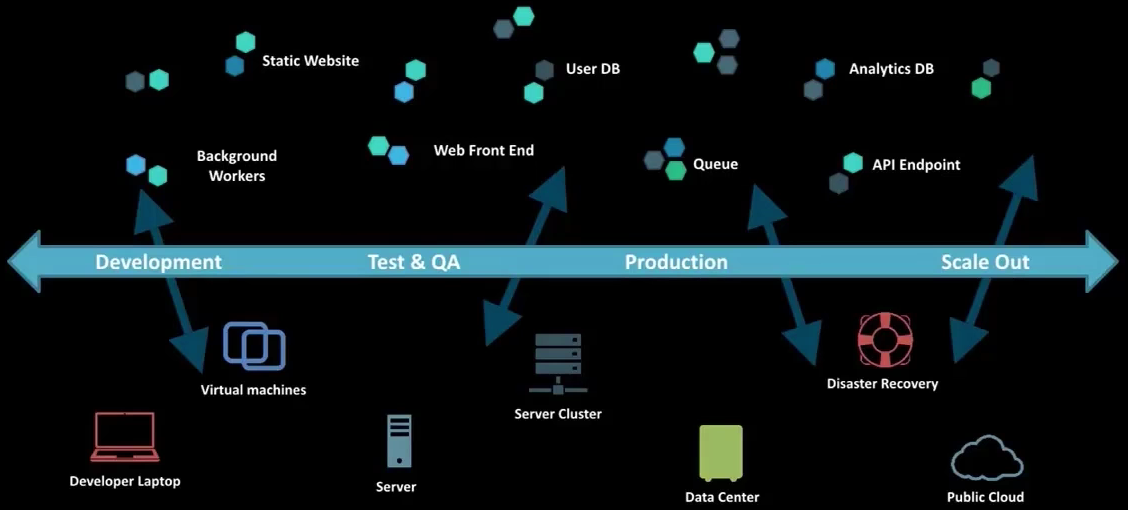 Static Website
User DB
Analytics DB
Background
Workers
Web Front End
Queue
API Endpoint
Development
Test & QA
Production
Scale Out
Virtual machines
Server Cluster
Disaster Recovery
Developer Laptop
Server
Data Center
Public Cloud